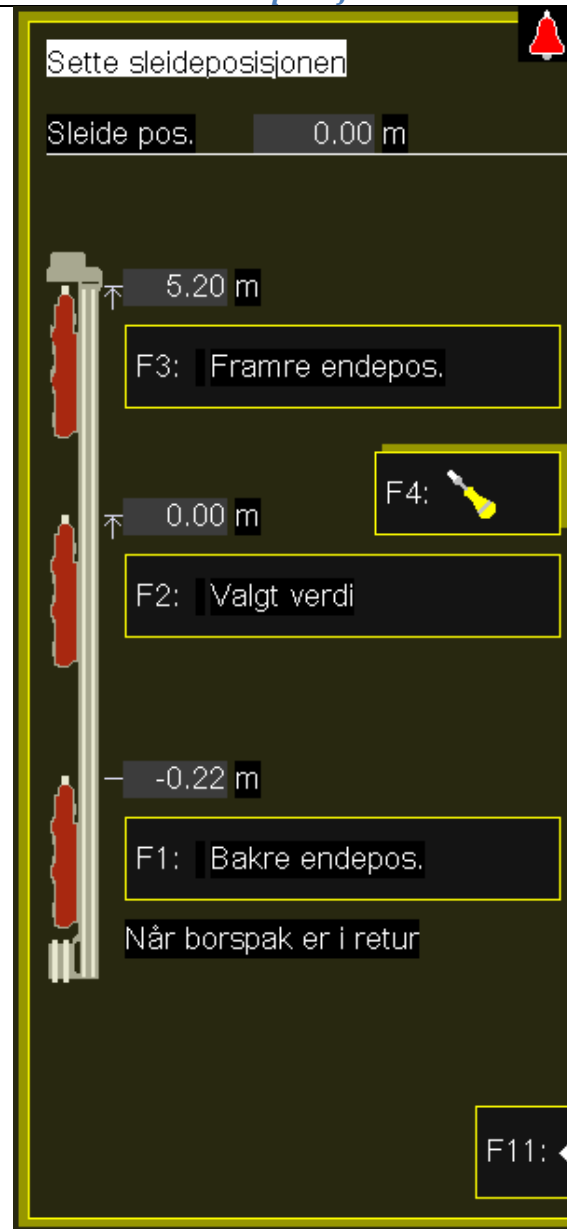 Sette sleideposisjonen
Sleide pos. 0.00 m
5.20 m
F3: Framre endepos.
F4:
0.00 m
F2: Valgt verdi
-0.22 m
F1: Bakre endepos.
Når borspak er i retur
F11: